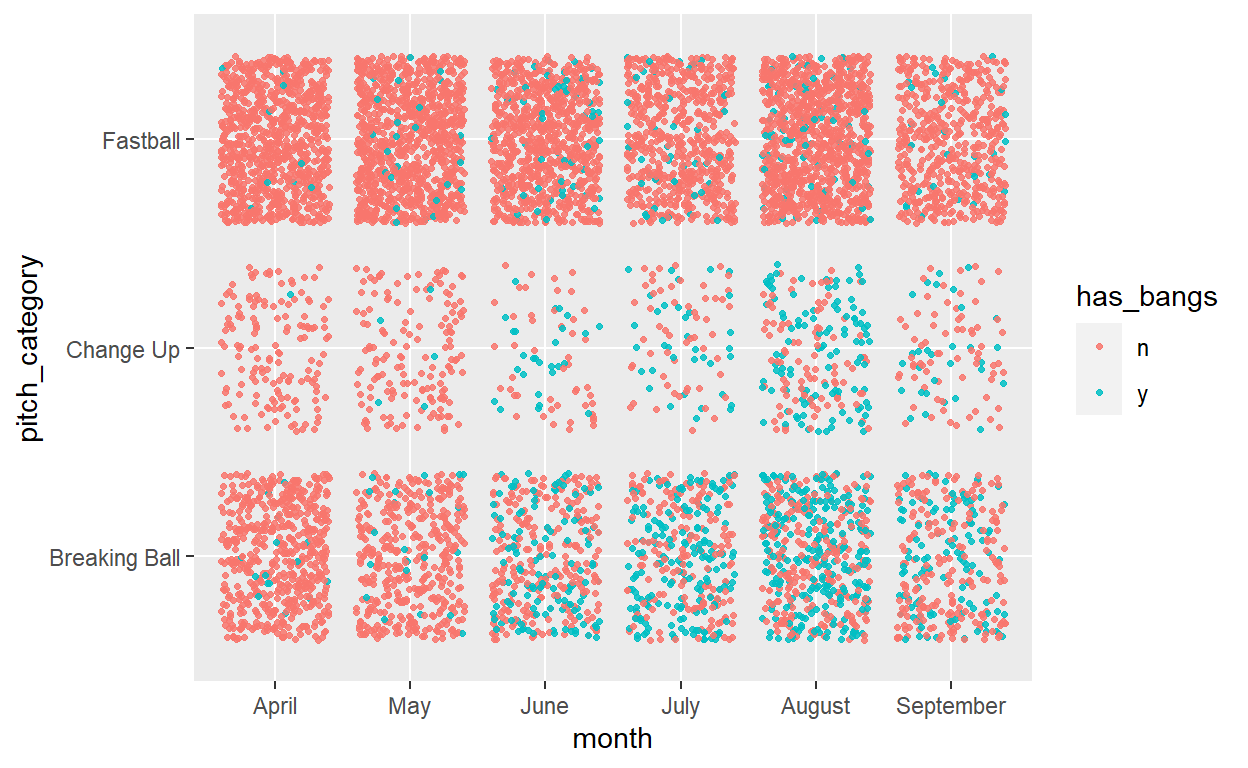 Fastball
Change Up
Breaking Ball
pitch_category
April May June July August September
month
has_bangs
n
y